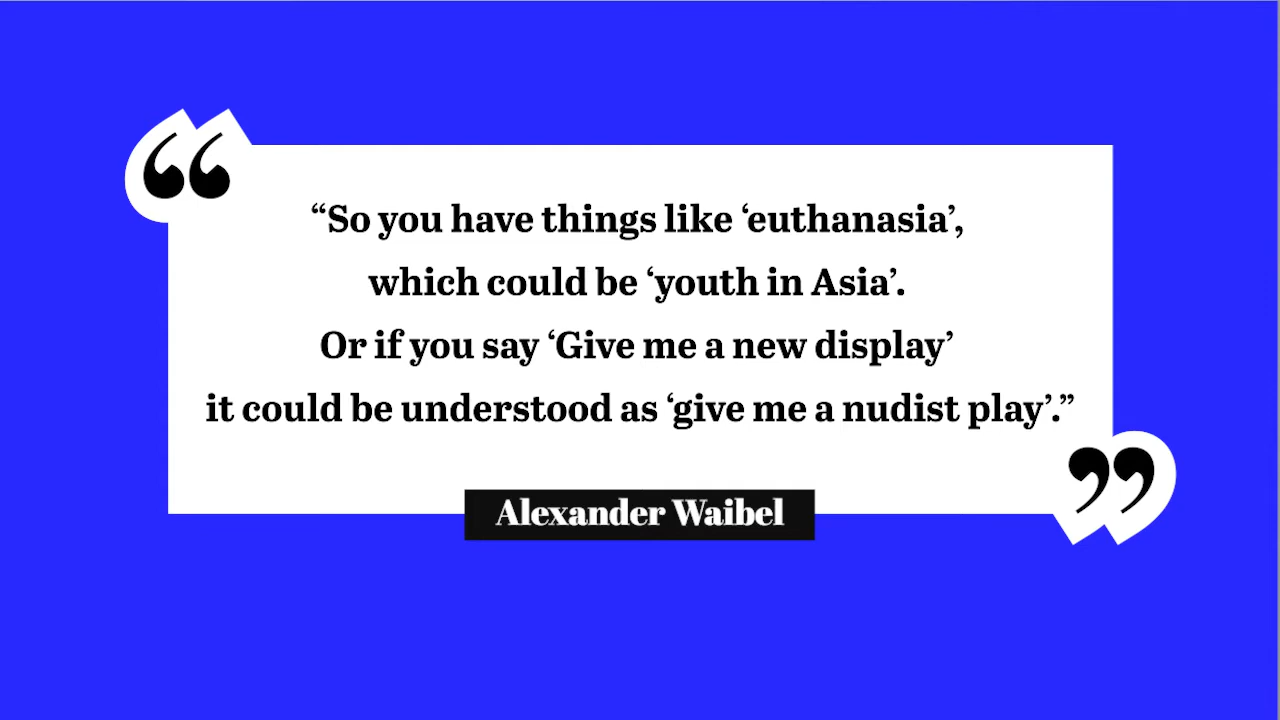 “So you have things like ‘euthanasia’,
which could be ‘youth in Asia’.
Or if you say ‘Give me a new display’
it could be understood as ‘give me a nudist play’.”
Alexander Waibel